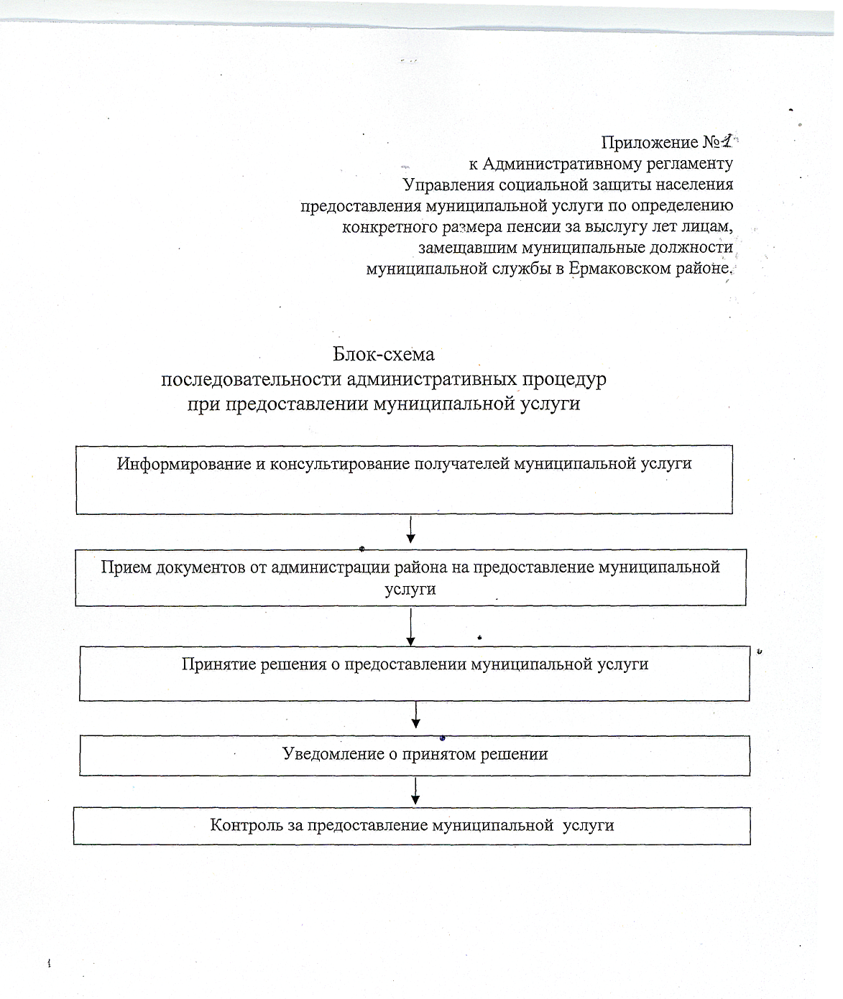 Приложение №1
к Административному регламенту
Управления социальной защиты населения
предоставления муниципальной услуги по определению
конкретного размера пенсии за выслугу лет лицам,
замещавшим муниципальные должности
муниципальной службы в Ермаковском районе.
Блок-схема
последовательности административных процедур
при предоставлении муниципальной услуги
Информирование и консультирование получателей муниципальной услуги
Прием документов от администрации района на предоставление муниципальной
услуги
Принятие решения о предоставлении муниципальной услуги
Уведомление о принятом решении
Контроль за предоставление муниципальной  услуги